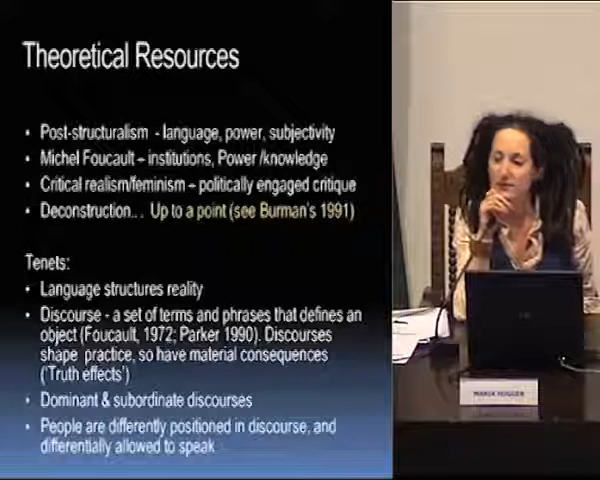 Theoretical Resources
• Post-structuralism - language, power, subjectivity
• Michel Foucault – institutions, Power /knowledge
• Critical realism/feminism – politically engaged critique
• Deconstruction… Up to a point (see Burman's 1991)
Tenets:
• Language structures reality
• Discourse - a set of terms and phrases that defines an
object (Foucault, 1972; Parker 1990). Discourses
shape practice, so have material consequences
('Truth effects')
• Dominant & subordinate discourses
• People are differently positioned in discourse, and
differentially allowed to speak